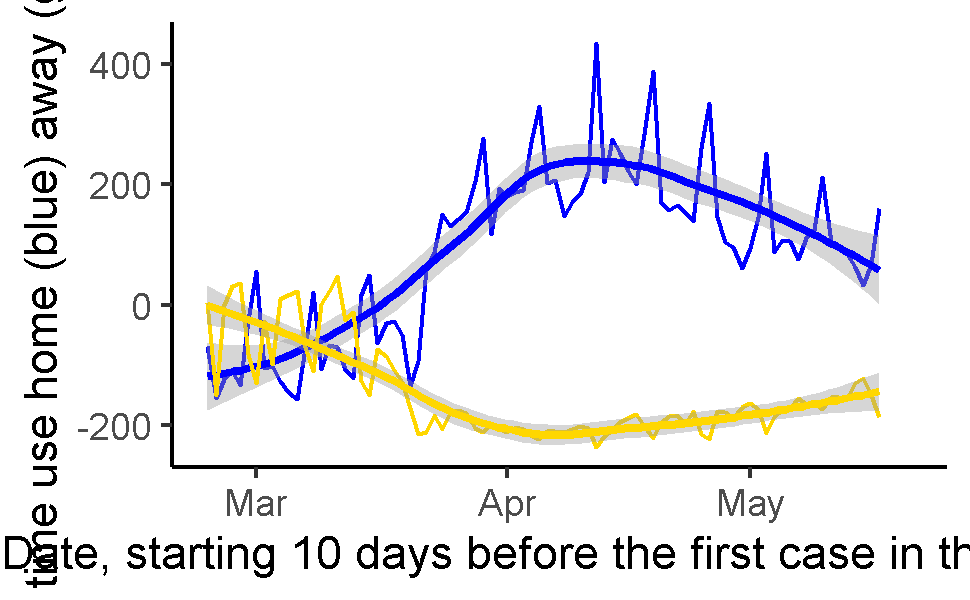 time use home (blue) away (
400
200
0
-200
Mar Apr May
Date, starting 10 days before the first case in th